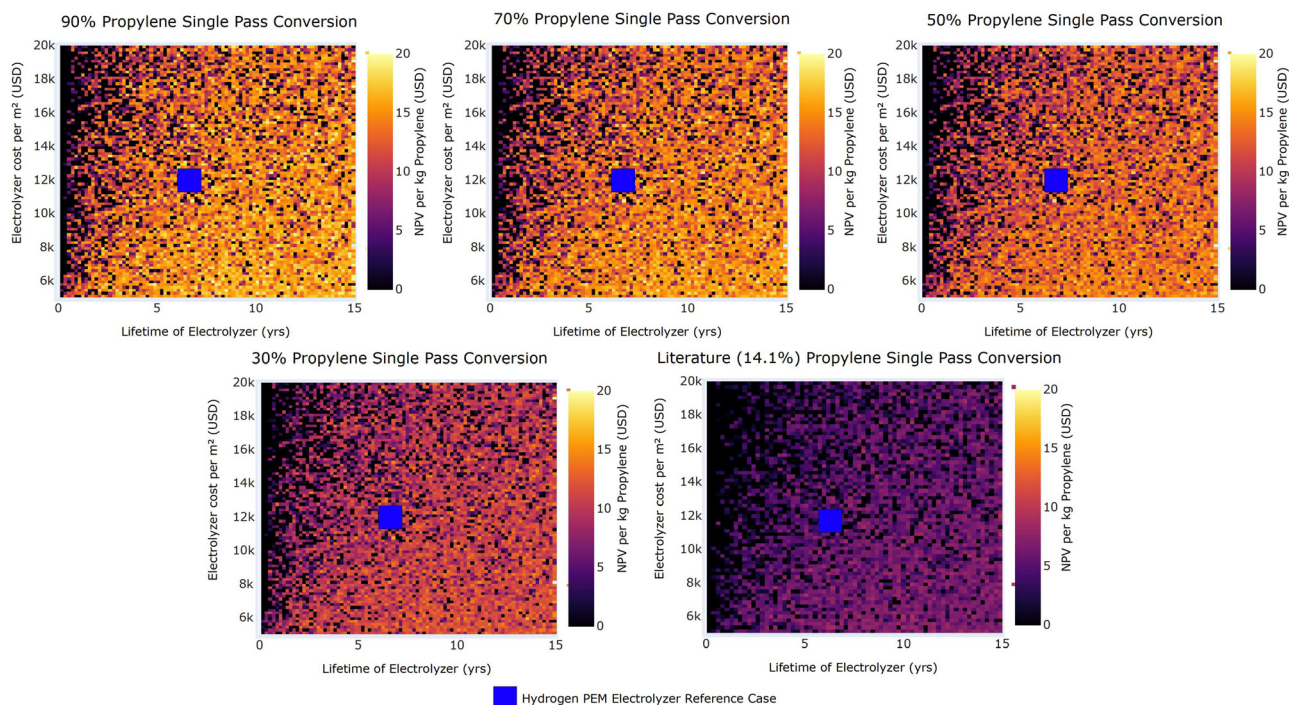 90% Propylene Single Pass Conversion
70% Propylene Single Pass Conversion
50% Propylene Single Pass Conversion
Electrolyzer cost per m² (USD)
20k
18k
16k
14k
12k
10k
8k
6k
0
5
10
15
Lifetime of Electrolyzer (yrs)
20
15
10
5
0
NPV per kg Propylene (USD)
Electrolyzer cost per m² (USD)
20k
18k
16k
14k
12k
10k
8k
6k
0
5
10
15
Lifetime of Electrolyzer (yrs)
20
15
10
5
0
NPV per kg Propylene (USD)
Electrolyzer cost per m² (USD)
20k
18k
16k
14k
12k
10k
8k
6k
0
5
10
15
Lifetime of Electrolyzer (yrs)
20
15
10
5
0
NPV per kg Propylene (USD)
30% Propylene Single Pass Conversion
Literature (14.1%) Propylene Single Pass Conversion
Electrolyzer cost per m² (USD)
20k
18k
16k
14k
12k
10k
8k
6k
0
5
10
15
Lifetime of Electrolyzer (yrs)
20
15
10
5
0
NPV per kg Propylene (USD)
Electrolyzer cost per m² (USD)
20k
18k
16k
14k
12k
10k
8k
6k
0
5
10
15
Lifetime of Electrolyzer (yrs)
20
15
10
5
0
NPV per kg Propylene (USD)
Hydrogen PEM Electrolyzer Reference Case